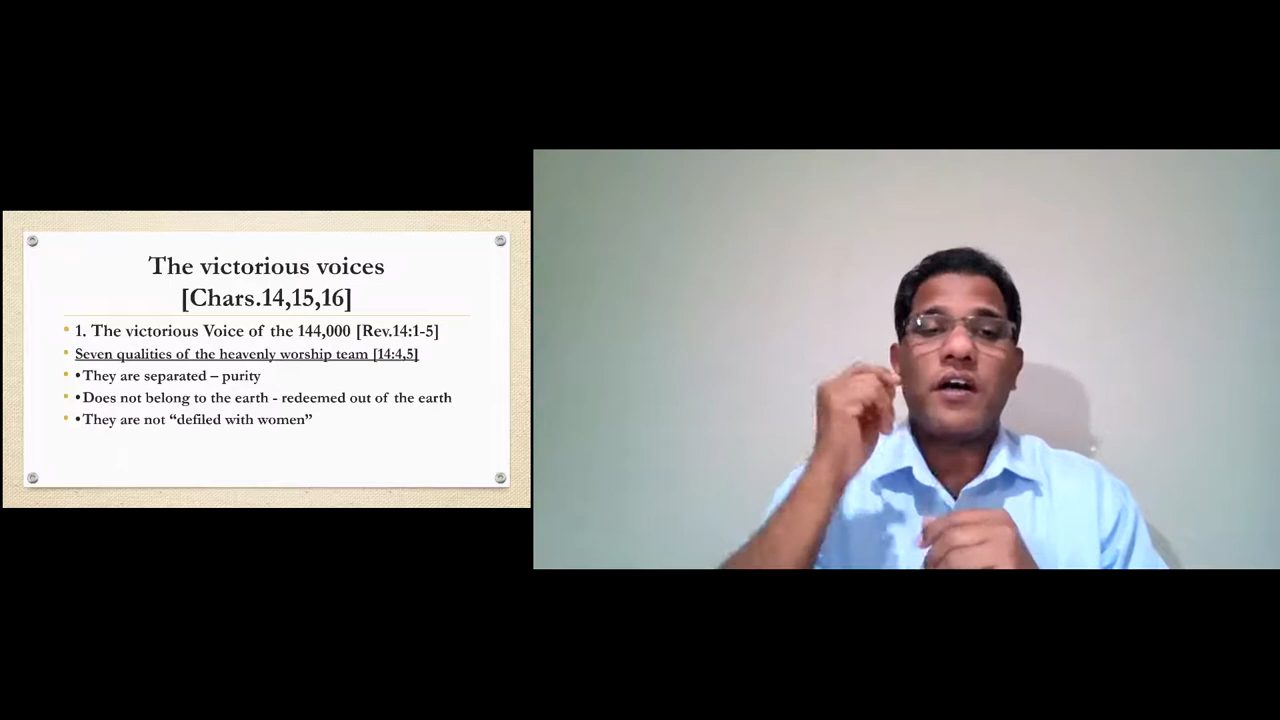 The victorious voices
[Chars.14,15,16]
• 1. The victorious Voice of the 144,000 [Rev.14:1-5]
• Seven qualities of the heavenly worship team [14:4,5]
• • They are separated – purity
• • Does not belong to the earth - redeemed out of the earth
• • They are not “defiled with women”